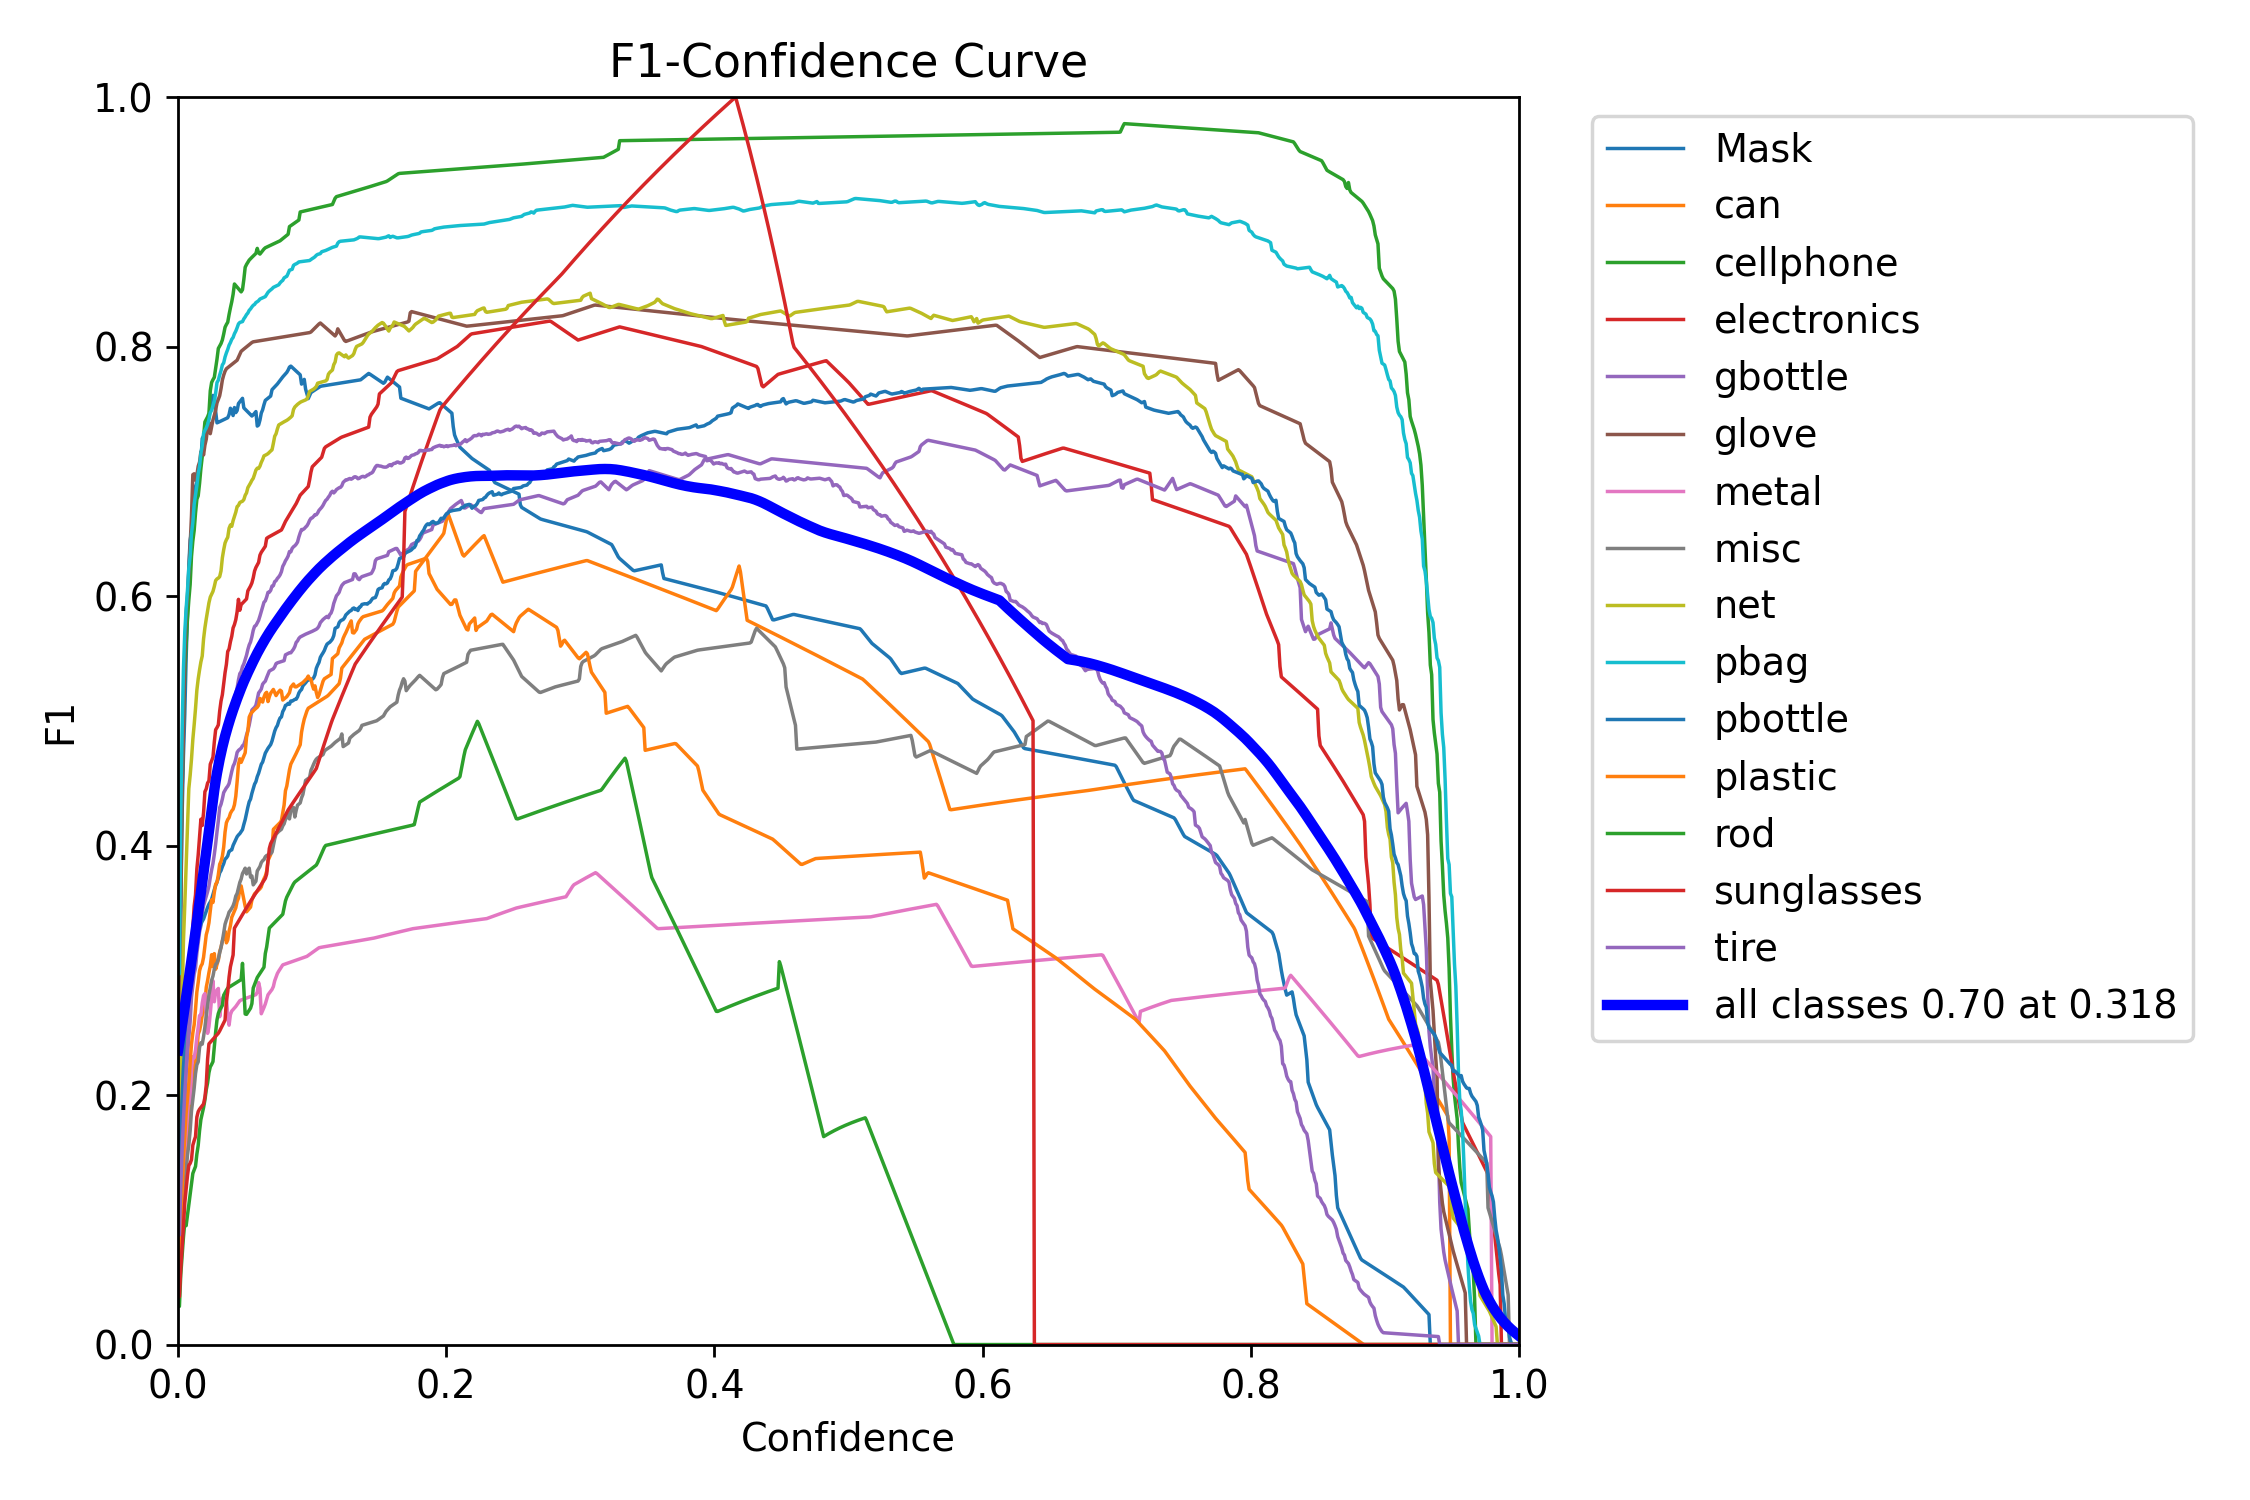 F1-Confidence Curve
1.0
0.8
0.6
0.4
0.2
0.0
F1
0.0 0.2 0.4 0.6 0.8 1.0
Confidence
Mask
can
cellphone
electronics
gbottle
glove
metal
misc
net
pbag
pbottle
plastic
rod
sunglasses
tire
all classes 0.70 at 0.318